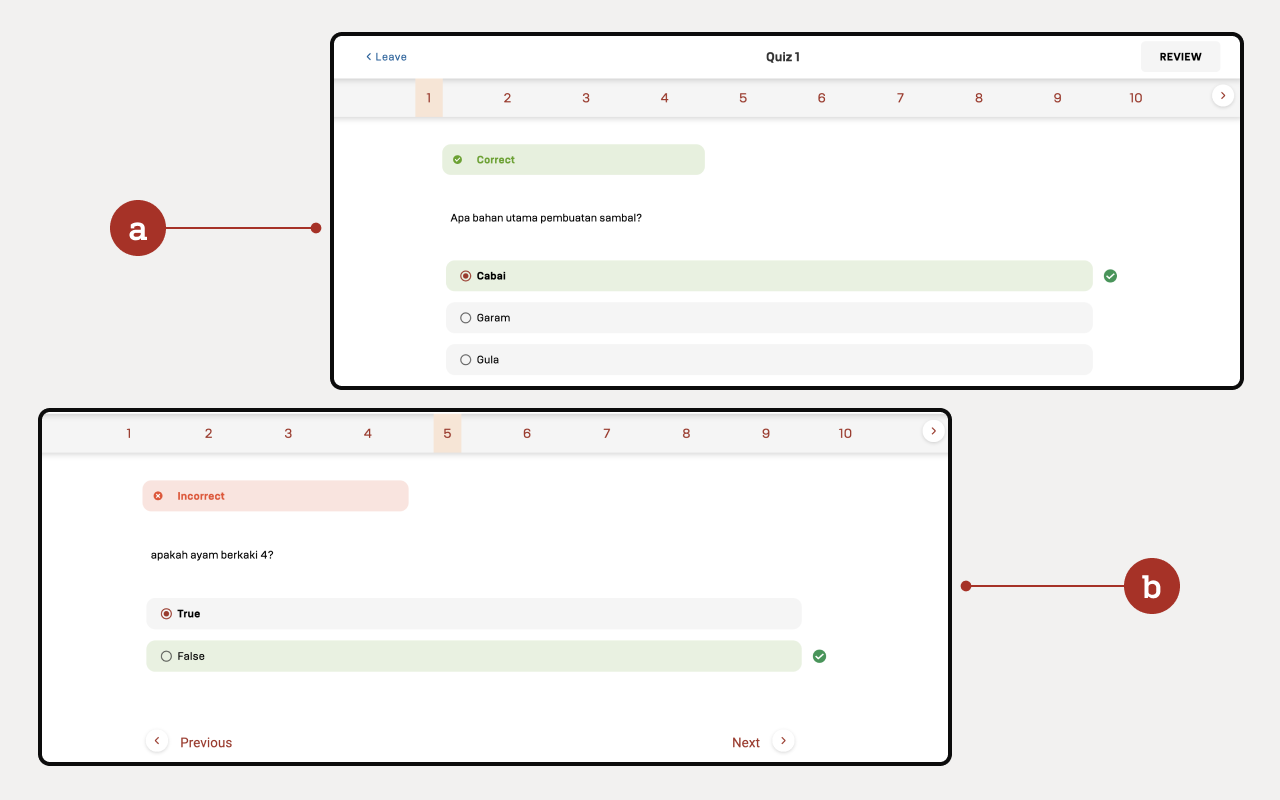 Leave
Quiz 1
REVIEW
1 2 3 4 5 6 7 8 9 10
Correct
a
Apa bahan utama pembuatan sambal?
Cabai
Garam
Gula
1 2 3 4 5 6 7 8 9 10
Incorrect
apakah ayam berkaki 4?
b
True
False
Previous
Next